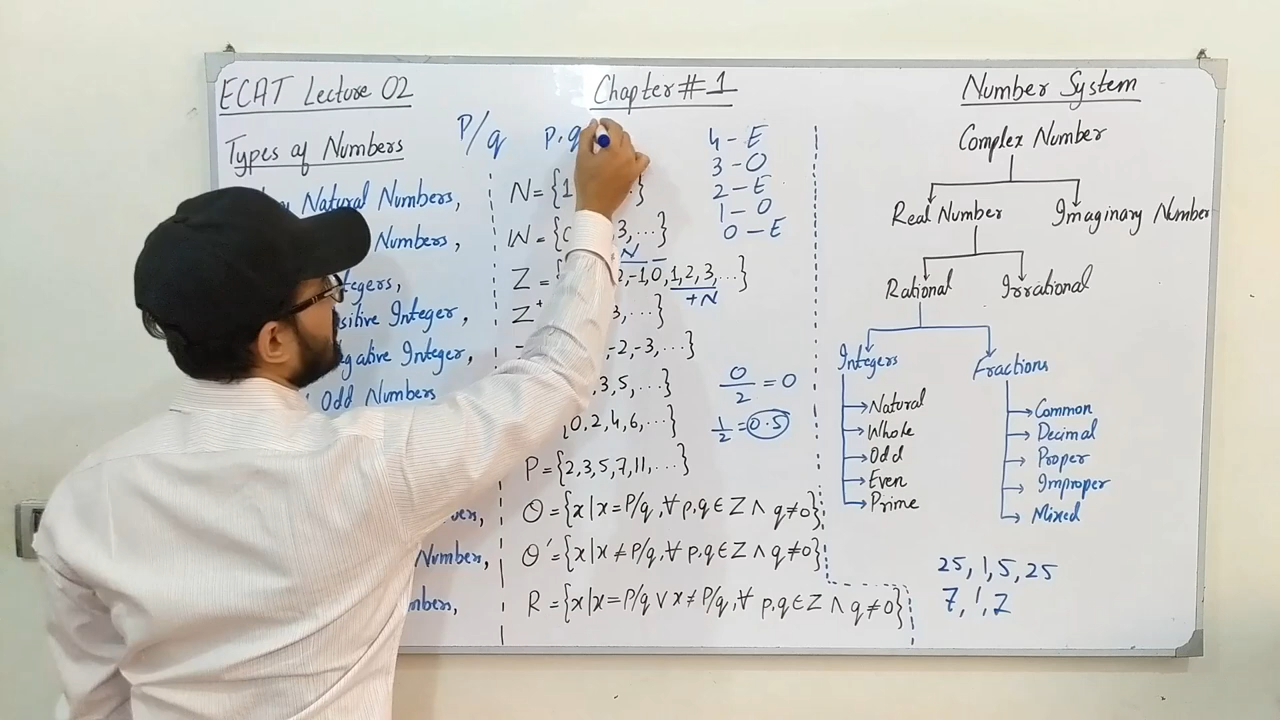 ECAT Lecture 02
Chapter # 1
Number System
Types of Numbers
P/q p,q
4 - E
3 - O
2 - E
1 - O
0 - E
Natural Numbers,
Numbers,
tegers,
sitive Integer,
gative Integer,
Odd Numbers
Numbers,
mbers,
N = {1 ...}
W = { 3, ...}
N
Z = { 2, -1, 0, 1, 2, 3, ...}
+N
Z+ 3, ...}
-2, -3, ...}
3, 5, ...}
0, 2, 4, 6, ...}
P = {2, 3, 5, 7, 11, ...}
Q = {x | x = P/q, ∀ p,q ∈ Z ∧ q ≠ 0}
Q' = {x | x ≠ P/q, ∀ p,q ∈ Z ∧ q ≠ 0}
R = {x | x = P/q ∨ x ≠ P/q, ∀ p,q ∈ Z ∧ q ≠ 0}
0/2 = 0
1/2 = 0.5
Complex Number
Real Number Imaginary Number
Rational Irrational
Integers Fractions
Natural
Whole
Odd
Even
Prime
Common
Decimal
Proper
Improper
Mixed
25, 1, 5, 25
7, 1, 7